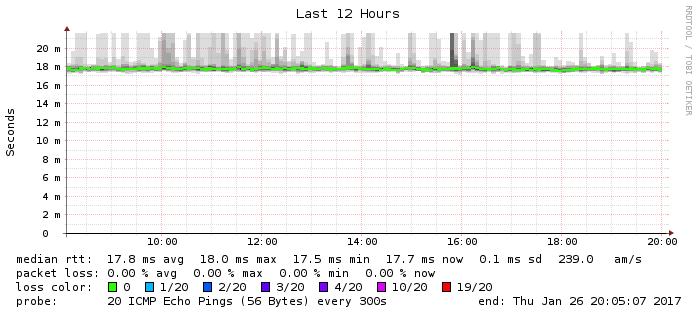 Last 12 Hours
RRDTOOL / TOBI OETIKER
Seconds
20 m
18 m
16 m
14 m
12 m
10 m
8 m
6 m
4 m
2 m
0
10:00 12:00 14:00 16:00 18:00 20:00
median rtt: 17.8 ms avg 18.0 ms max 17.5 ms min 17.7 ms now 0.1 ms sd 239.0 am/s
packet loss: 0.00 % avg 0.00 % max 0.00 % min 0.00 % now
loss color: 0 1/20 2/20 3/20 4/20 10/20 19/20
probe: 20 ICMP Echo Pings (56 Bytes) every 300s end: Thu Jan 26 20:05:07 2017